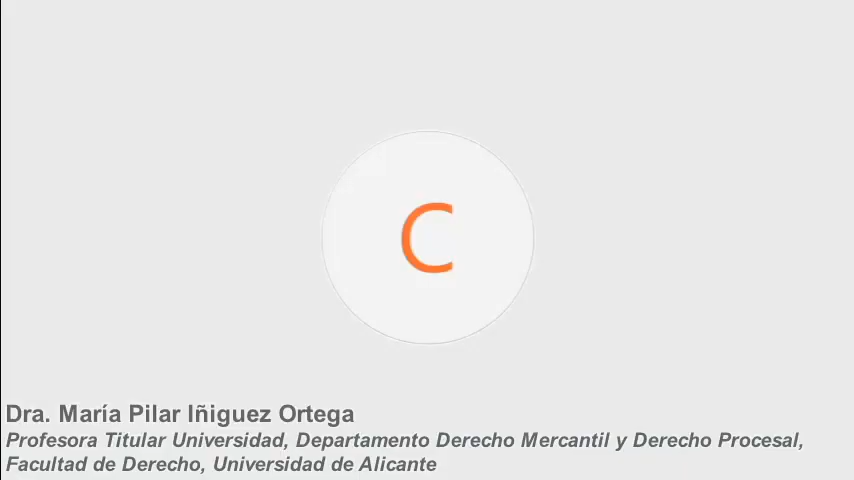 C
Dra. María Pilar Iñiguez Ortega
Profesora Titular Universidad, Departamento Derecho Mercantil y Derecho Procesal,
Facultad de Derecho, Universidad de Alicante